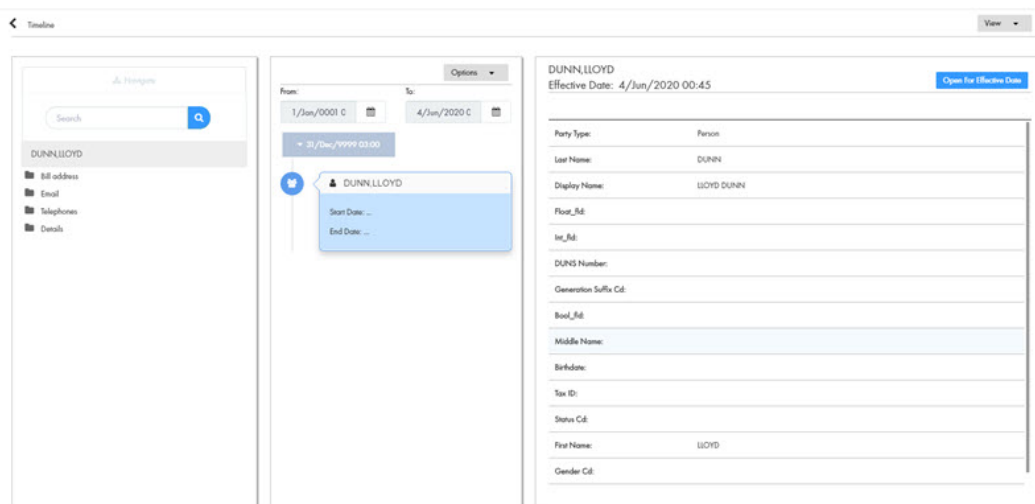 Timeline
View
Navigate
Search
DUNN,LLOYD
Bill address
Email
Telephones
Details
Options
From:
To:
1/Jan/0001 0
4/Jun/2020 0
31/Dec/9999 03:00
DUNN,LLOYD
Start Date: ...
End Date: ...
DUNN,LLOYD
Effective Date: 4/Jun/2020 00:45
Open For Effective Date
Party Type: Person
Last Name: DUNN
Display Name: LLOYD DUNN
Float_fld:
Int_fld:
DUNS Number:
Generation Suffix Cd:
Bool_fld:
Middle Name:
Birthdate:
Tax ID:
Status Cd:
First Name: LLOYD
Gender Cd: